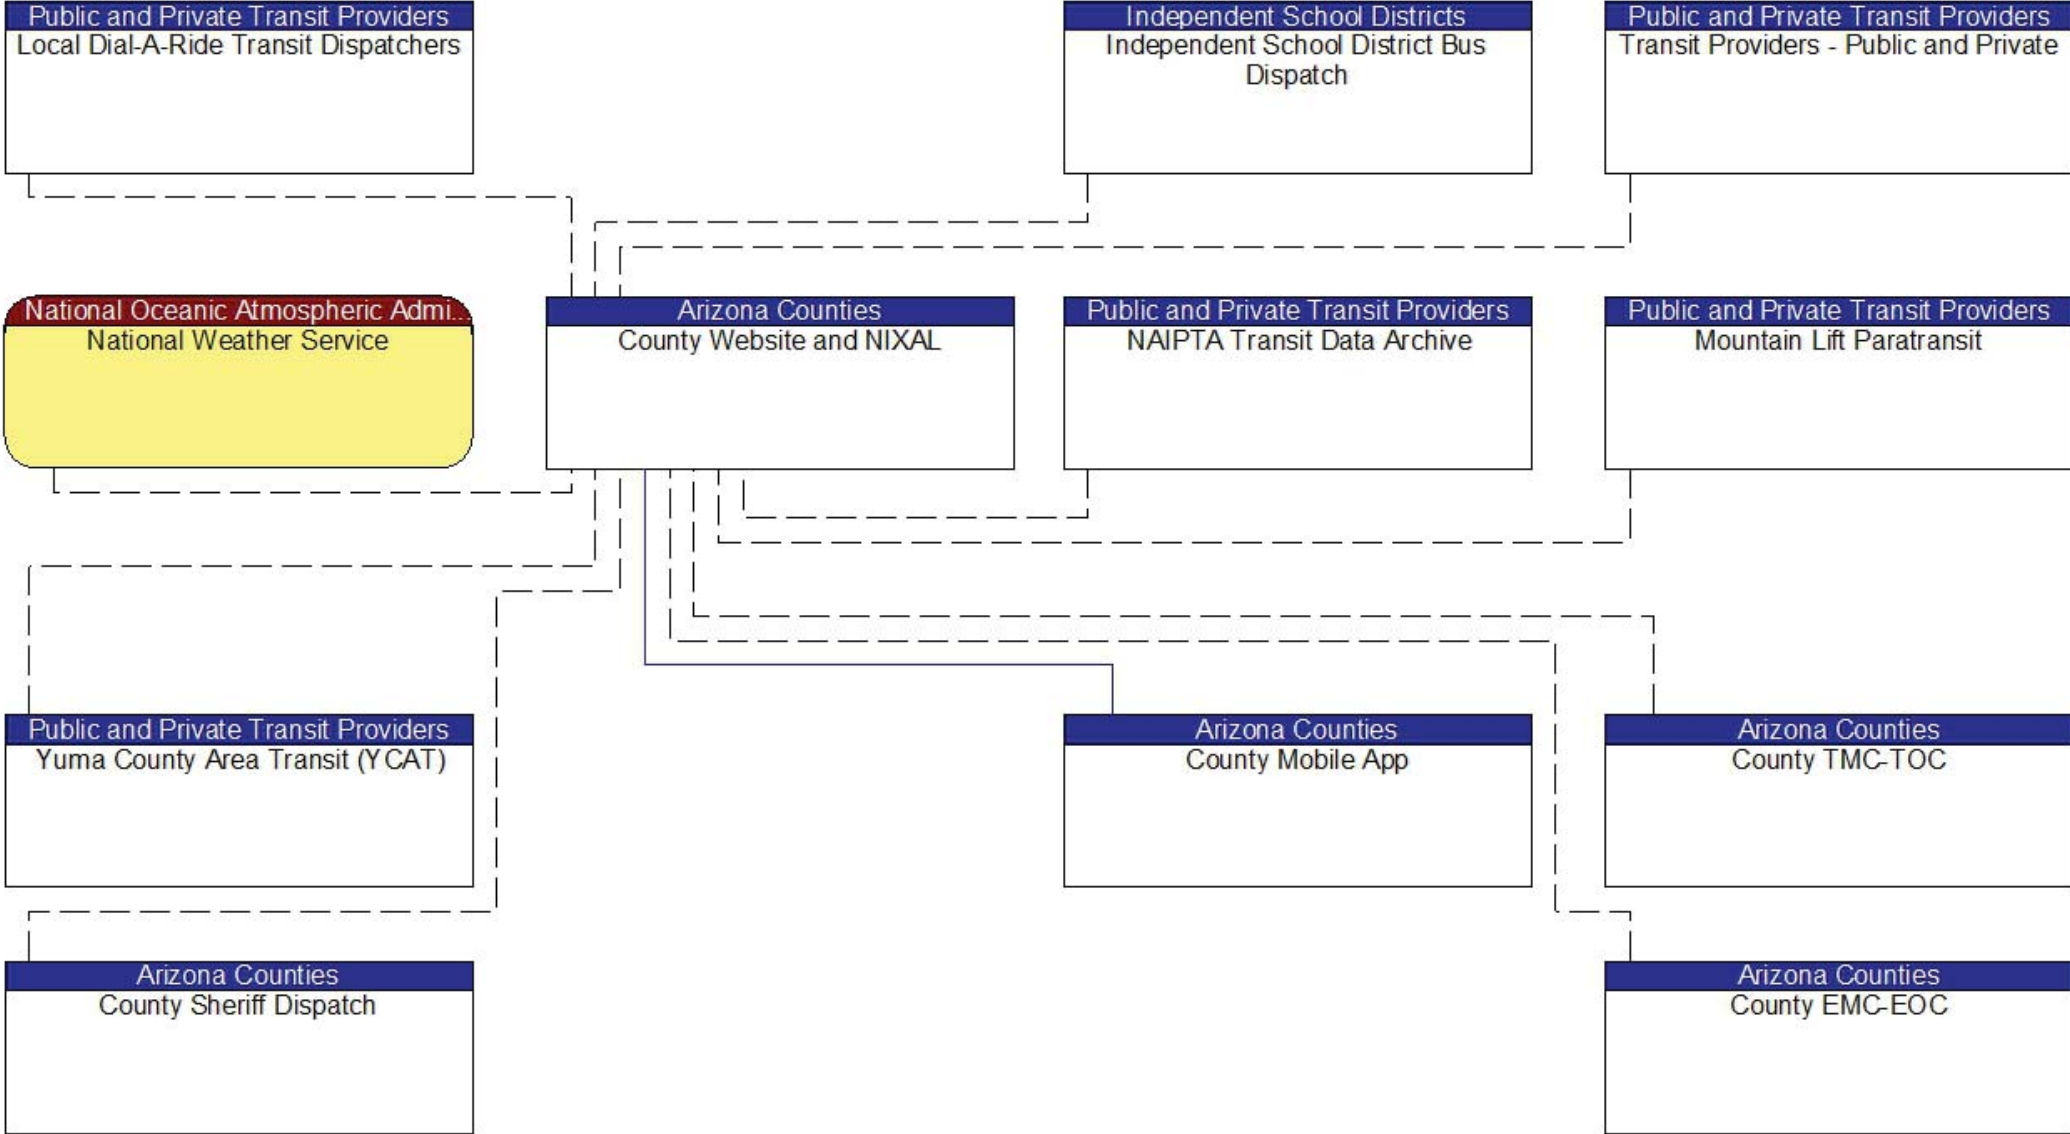 Public and Private Transit Providers
Local Dial-A-Ride Transit Dispatchers
Independent School Districts
Independent School District Bus
Dispatch
Public and Private Transit Providers
Transit Providers - Public and Private
National Oceanic Atmospheric Admi...
National Weather Service
Arizona Counties
County Website and NIXAL
Public and Private Transit Providers
NAIPTA Transit Data Archive
Public and Private Transit Providers
Mountain Lift Paratransit
Public and Private Transit Providers
Yuma County Area Transit (YCAT)
Arizona Counties
County Mobile App
Arizona Counties
County TMC-TOC
Arizona Counties
County Sheriff Dispatch
Arizona Counties
County EMC-EOC